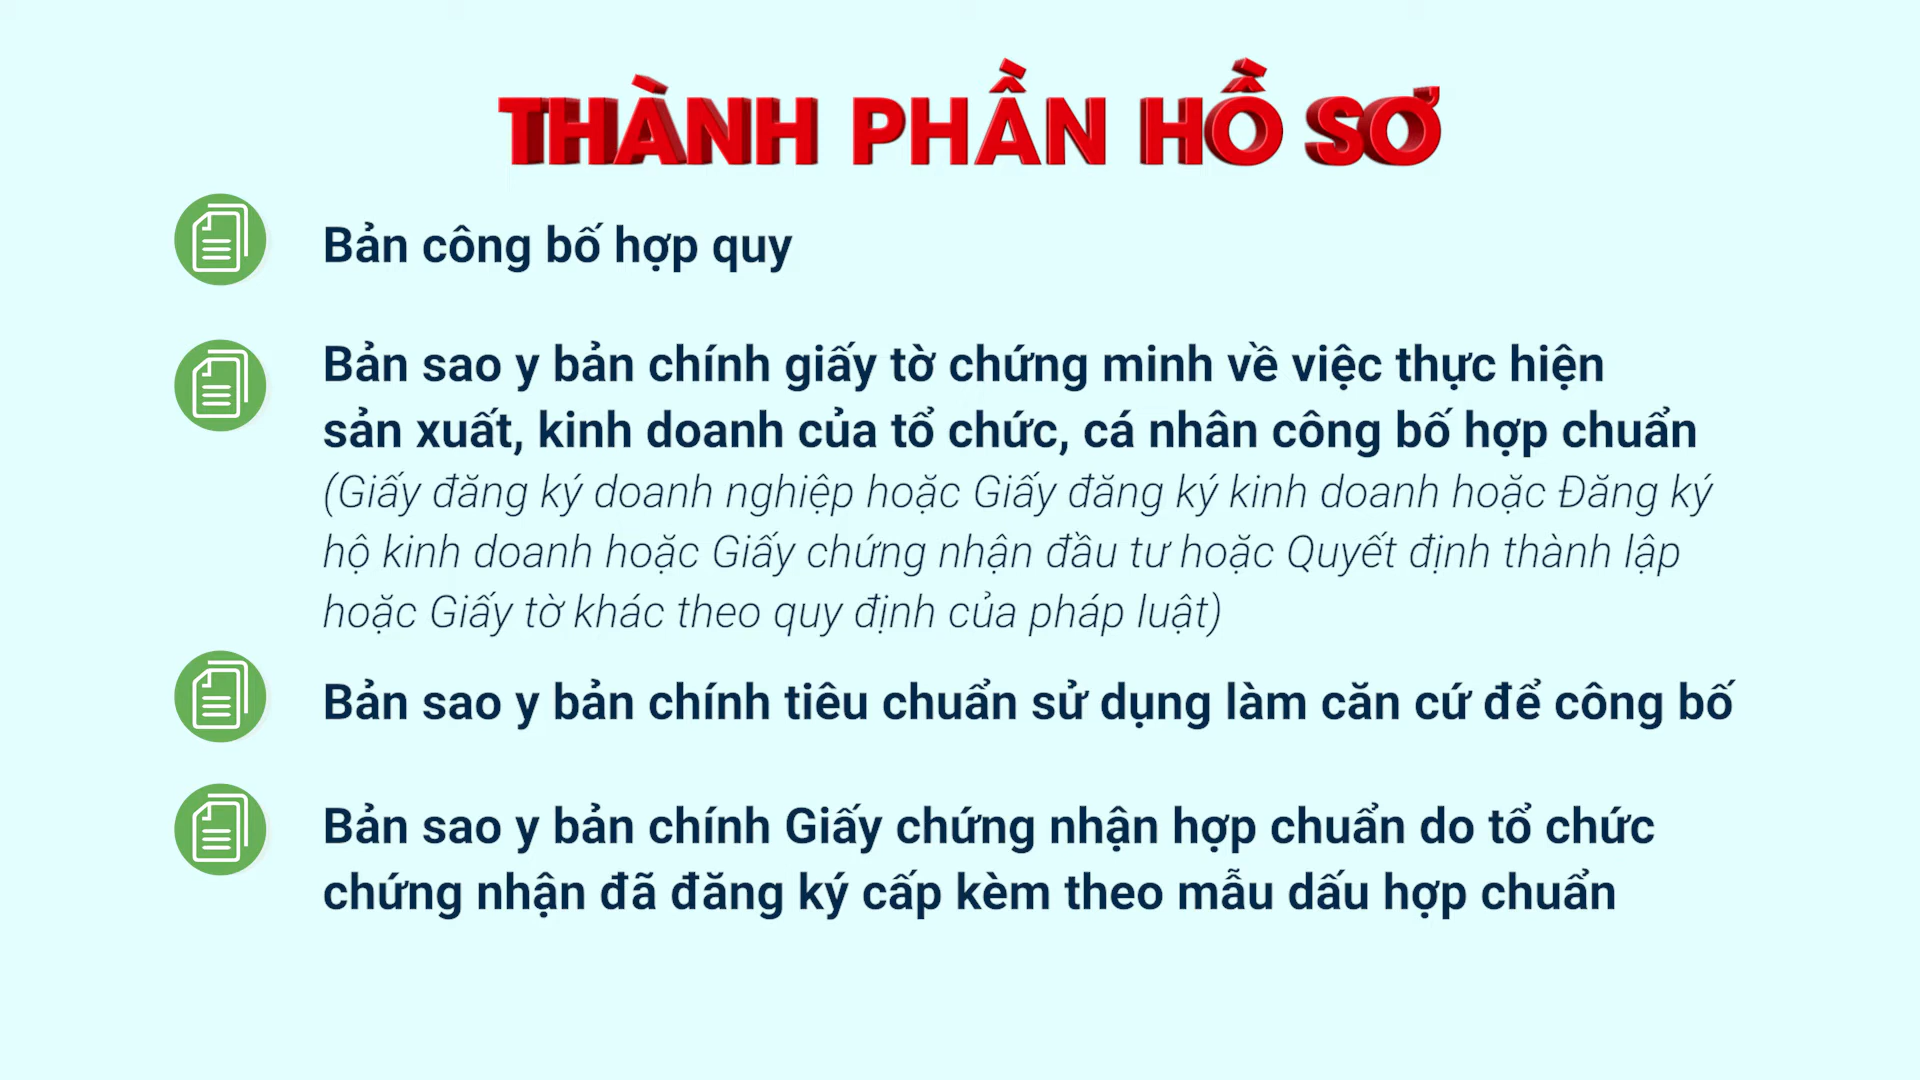 THÀNH PHẦN HỒ SƠ
Bản công bố hợp quy
Bản sao y bản chính giấy tờ chứng minh về việc thực hiện
sản xuất, kinh doanh của tổ chức, cá nhân công bố hợp chuẩn
(Giấy đăng ký doanh nghiệp hoặc Giấy đăng ký kinh doanh hoặc Đăng ký
hộ kinh doanh hoặc Giấy chứng nhận đầu tư hoặc Quyết định thành lập
hoặc Giấy tờ khác theo quy định của pháp luật)
Bản sao y bản chính tiêu chuẩn sử dụng làm căn cứ để công bố
Bản sao y bản chính Giấy chứng nhận hợp chuẩn do tổ chức
chứng nhận đã đăng ký cấp kèm theo mẫu dấu hợp chuẩn